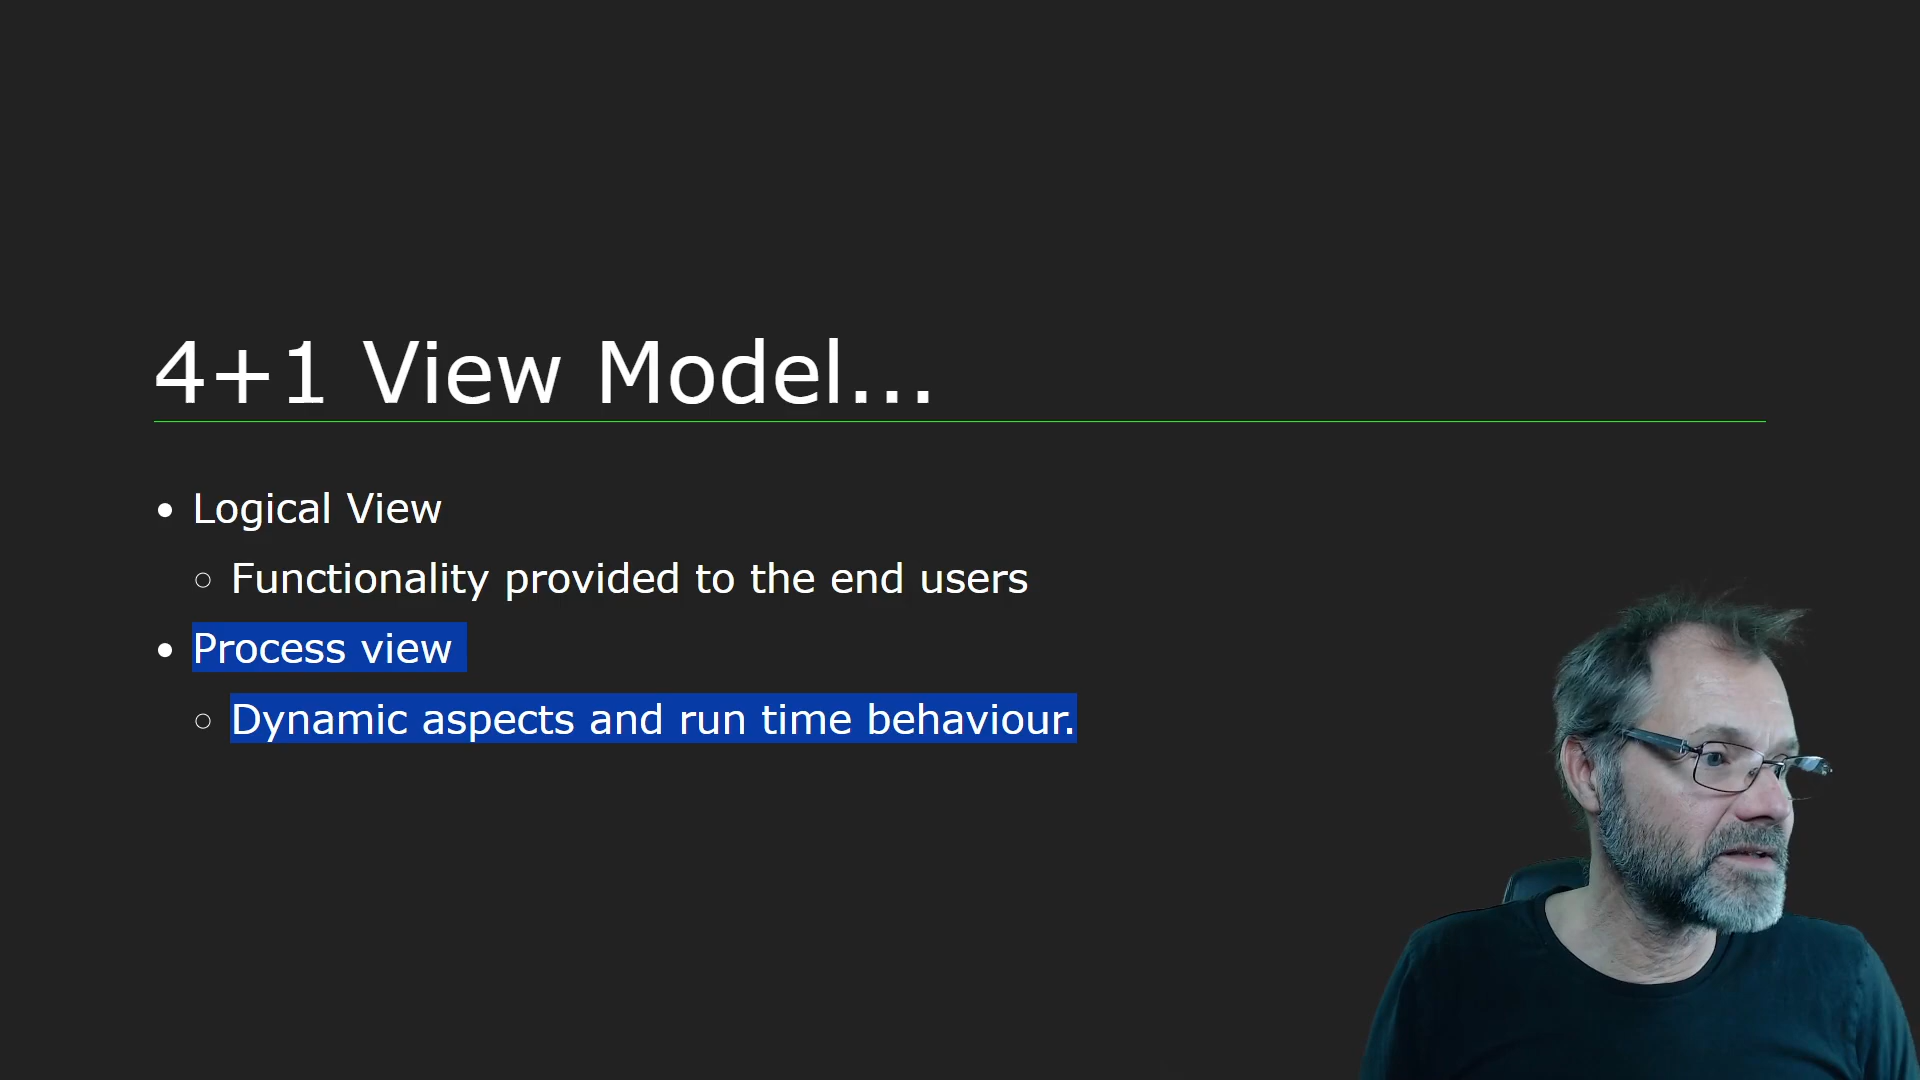 4+1 View Model...
Logical View
Functionality provided to the end users
Process view
Dynamic aspects and run time behaviour.